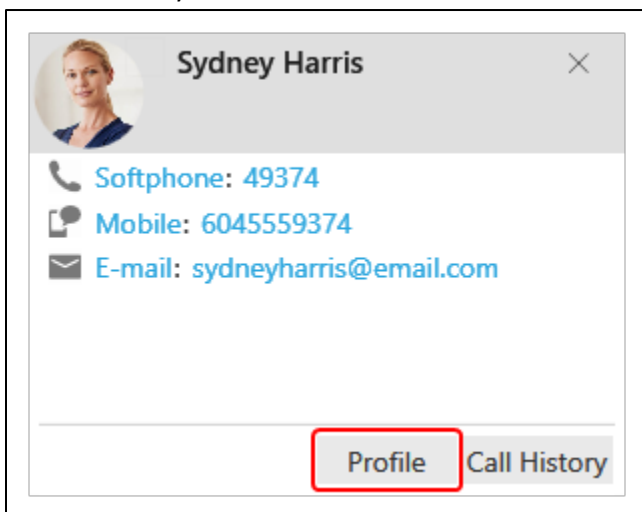 Sydney Harris
Softphone: 49374
Mobile: 6045559374
E-mail: sydneyharris@email.com
Profile Call History